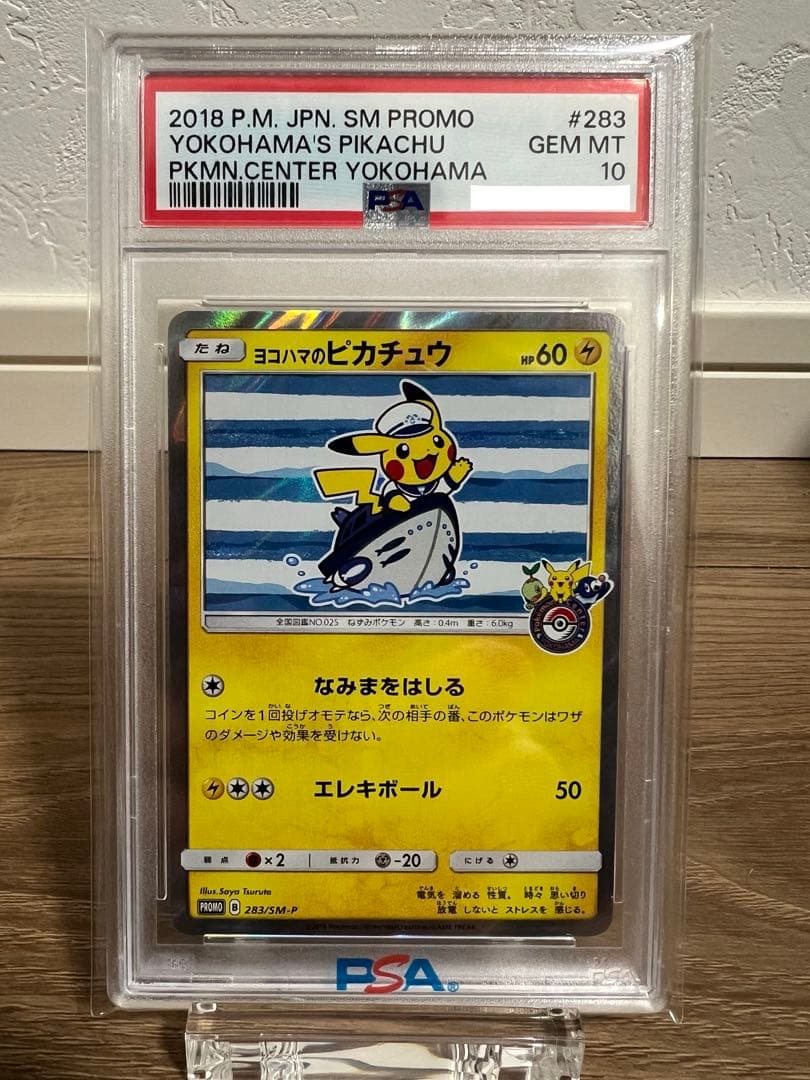 2018 P.M. JPN. SM PROMO #283
YOKOHAMA'S PIKACHU GEM MT
PKMN.CENTER YOKOHAMA 10
PSA
たね ヨコハマのピカチュウ HP60
Pokémon Center
YOKOHAMA
全国図鑑NO.025 ねずみポケモン 高さ:0.4m 重さ:6.0kg
なみまをはしる
コインを1回投げオモテなら、次の相手の番、このポケモンはワザ
のダメージや効果を受けない。
エレキボール 50
弱点 ×2 抵抗力 -20 にげる
Illus.Saya Tsuruta
電気を 溜める 性質。 時々 思い切り
放電 しないと ストレスを 感じる。
PROMO B 283/SM-P
PSA
PSA